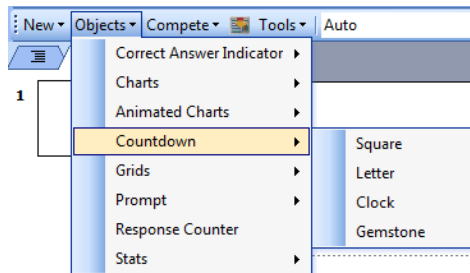 New Objects Compete Tools Auto
Correct Answer Indicator
1
Charts
Animated Charts
Countdown
Square
Grids
Letter
Prompt
Clock
Response Counter
Gemstone
Stats